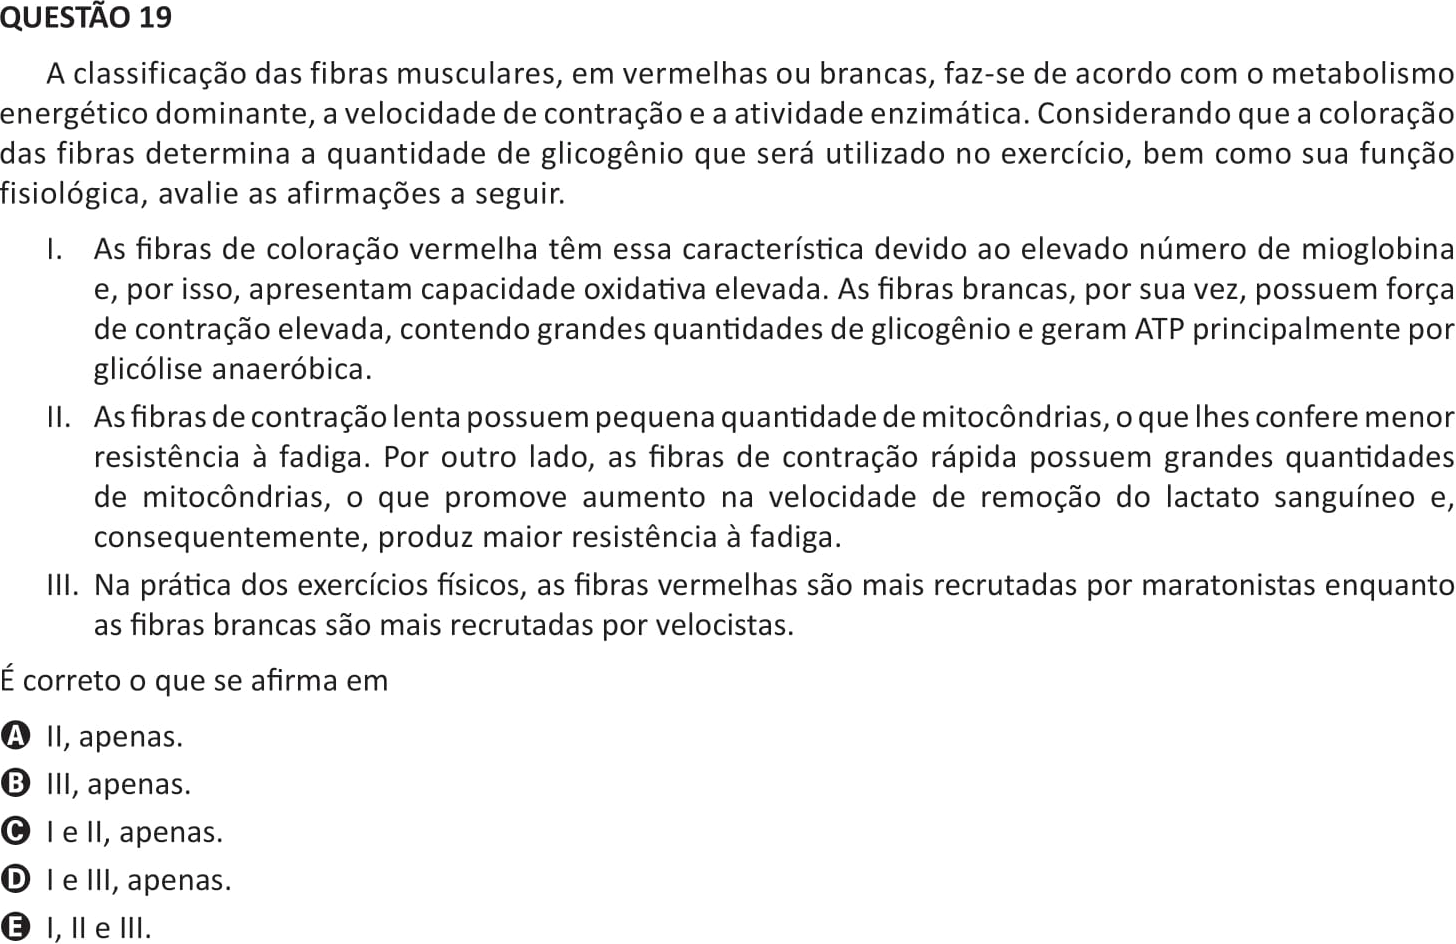 QUESTÃO 19
A classificação das fibras musculares, em vermelhas ou brancas, faz-se de acordo com o metabolismo
energético dominante, a velocidade de contração e a atividade enzimática. Considerando que a coloração
das fibras determina a quantidade de glicogênio que será utilizado no exercício, bem como sua função
fisiológica, avalie as afirmações a seguir.
I. As fibras de coloração vermelha têm essa característica devido ao elevado número de mioglobina
e, por isso, apresentam capacidade oxidativa elevada. As fibras brancas, por sua vez, possuem força
de contração elevada, contendo grandes quantidades de glicogênio e geram ATP principalmente por
glicólise anaeróbica.
II. As fibras de contração lenta possuem pequena quantidade de mitocôndrias, o que lhes confere menor
resistência à fadiga. Por outro lado, as fibras de contração rápida possuem grandes quantidades
de mitocôndrias, o que promove aumento na velocidade de remoção do lactato sanguíneo e,
consequentemente, produz maior resistência à fadiga.
III. Na prática dos exercícios físicos, as fibras vermelhas são mais recrutadas por maratonistas enquanto
as fibras brancas são mais recrutadas por velocistas.
É correto o que se afirma em
A II, apenas.
B III, apenas.
C I e II, apenas.
D I e III, apenas.
E I, II e III.